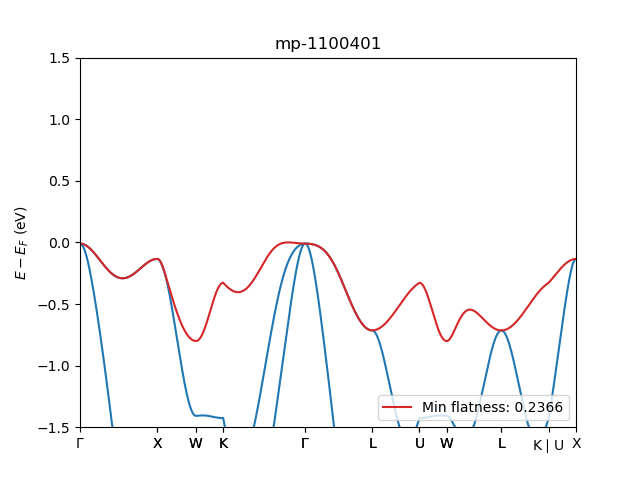 mp-1100401
1.5
1.0
0.5
0.0
−0.5
−1.0
−1.5
E − E_F (eV)
Min flatness: 0.2366
Γ X W K Γ L U W L K | U X